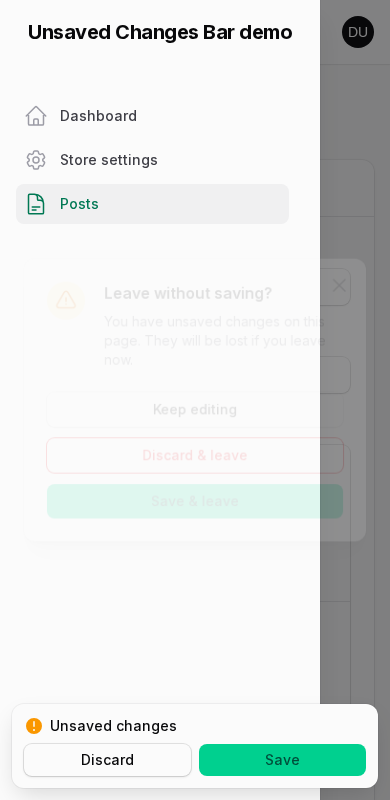 Unsaved Changes Bar demo
DU
Dashboard
Store settings
Posts
Leave without saving?
You have unsaved changes on this
page. They will be lost if you leave
now.
Keep editing
Discard & leave
Save & leave
Unsaved changes
Discard
Save